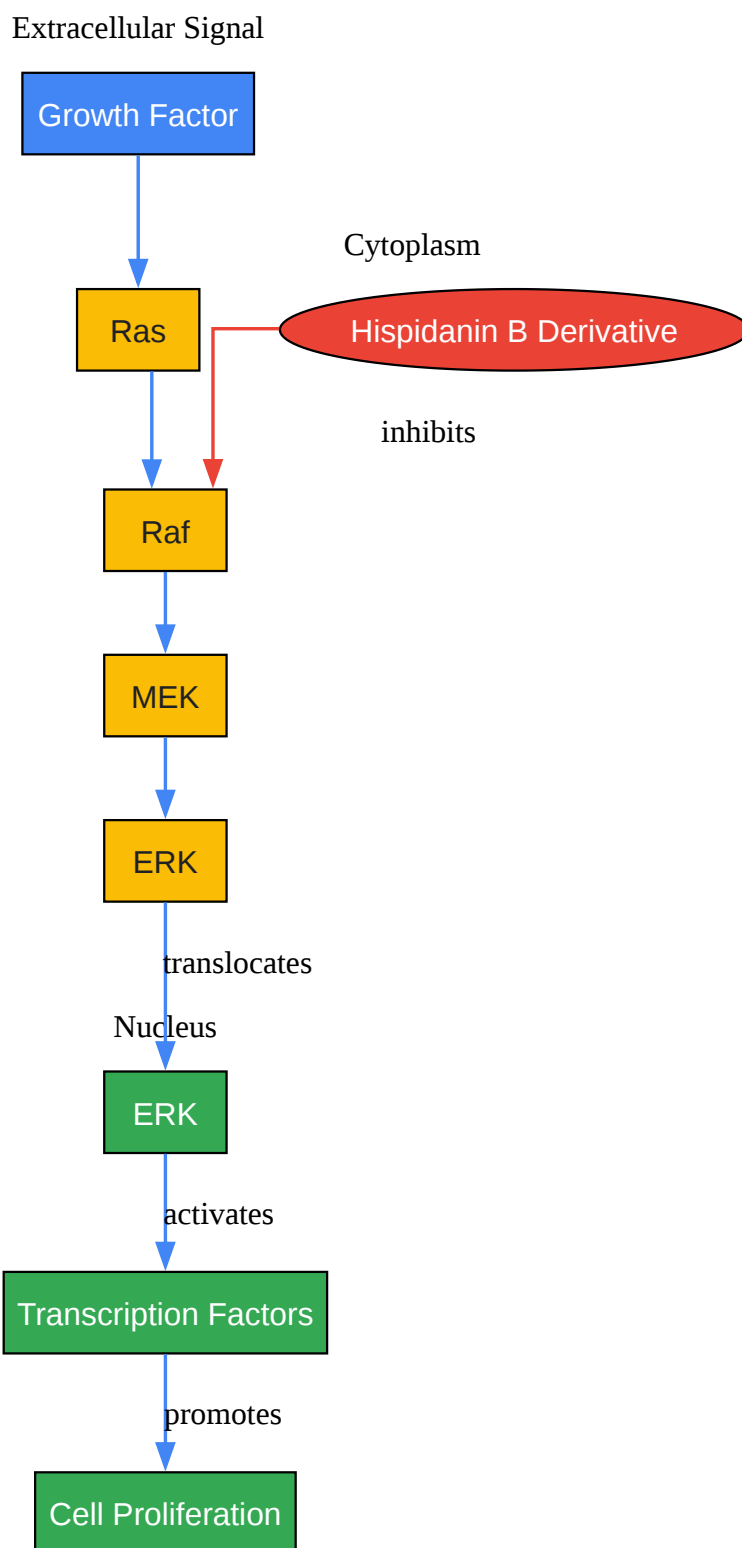 Extracellular Signal
Growth Factor
Cytoplasm
Ras
Hispidanin B Derivative
inhibits
Raf
MEK
ERK
translocates
Nucleus
ERK
activates
Transcription Factors
promotes
Cell Proliferation